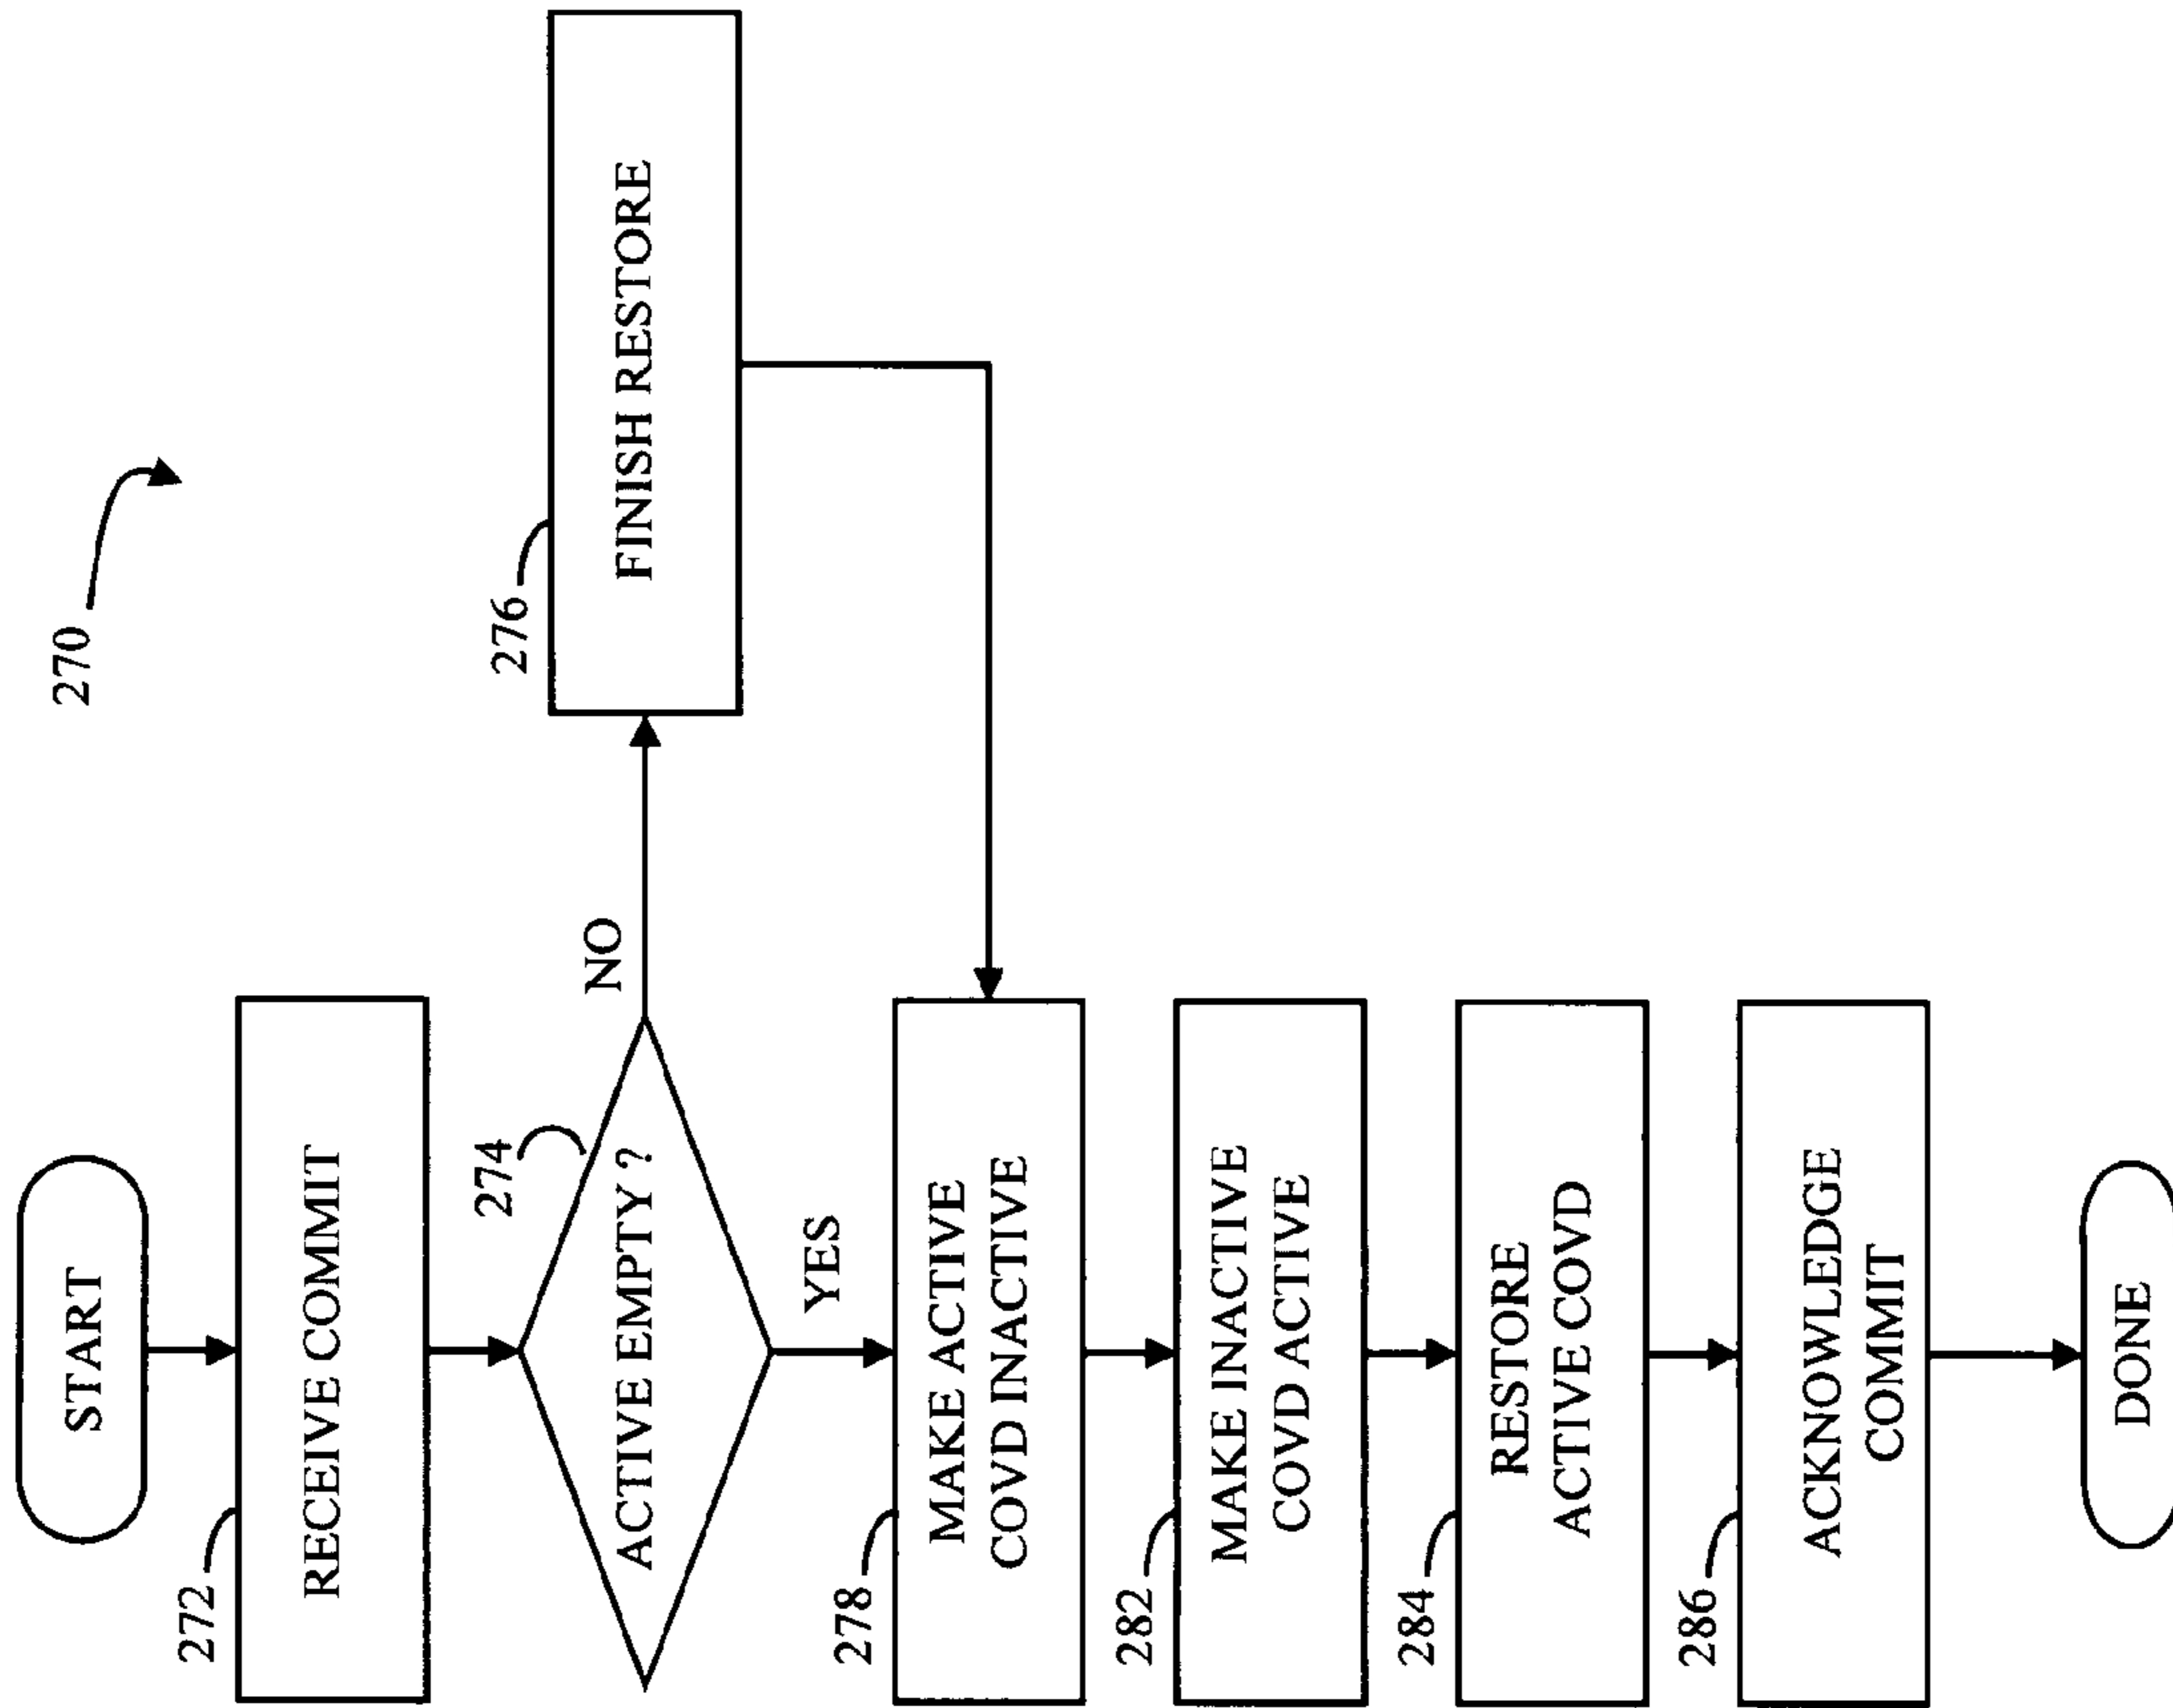 270
START
272
RECEIVE COMMIT
274
ACTIVE EMPTY ?
NO
276
FINISH RESTORE
YES
278
MAKE ACTIVE
COVD INACTIVE
282
MAKE INACTIVE
COVD ACTIVE
284
RESTORE
ACTIVE COVD
286
ACKNOWLEDGE
COMMIT
DONE